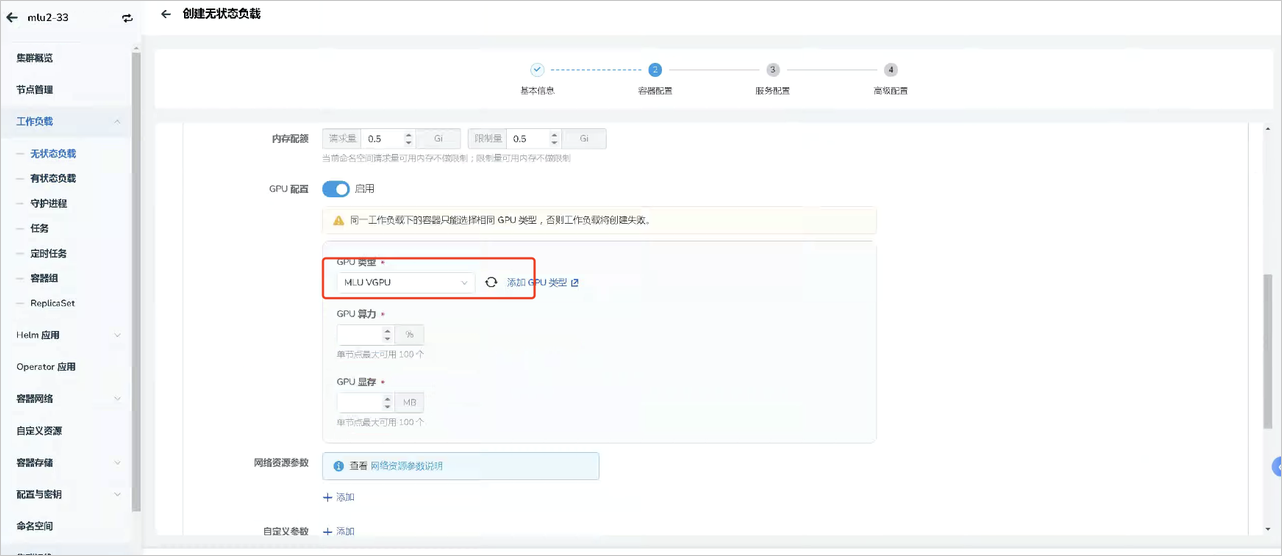 mlu2-33
创建无状态负载
集群概览
节点管理
工作负载
无状态负载
有状态负载
守护进程
任务
定时任务
容器组
ReplicaSet
Helm 应用
Operator 应用
容器网络
自定义资源
容器存储
配置与密钥
命名空间
2 3 4
基本信息 容器配置 服务配置 高级配置
内存配额 请求量 0.5 Gi 限制量 0.5 Gi
当前命名空间请求量可用内存不做限制；限制量可用内存不做限制
GPU 配置 启用
同一工作负载下的容器只能选择相同 GPU 类型，否则工作负载将创建失败。
GPU 类型 *
MLU VGPU 添加 GPU 类型
GPU 算力 *
%
单节点最大可用 100 个
GPU 显存 *
MB
单节点最大可用 100 个
网络资源参数 查看 网络资源参数说明
+ 添加
自定义参数 + 添加